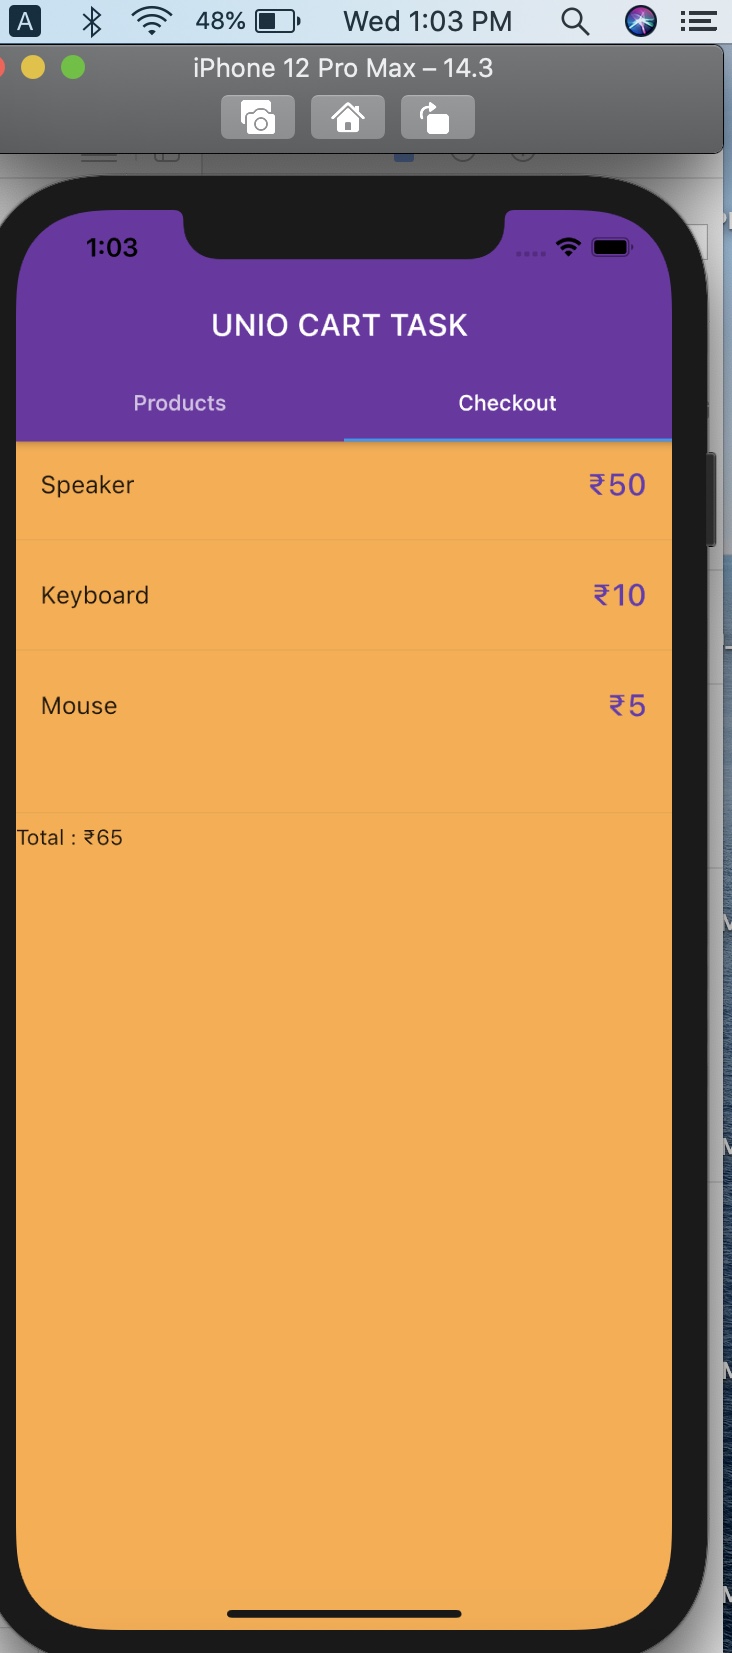 A 48% Wed 1:03 PM
iPhone 12 Pro Max – 14.3
1:03
UNIO CART TASK
Products Checkout
Speaker ₹50
Keyboard ₹10
Mouse ₹5
Total : ₹65